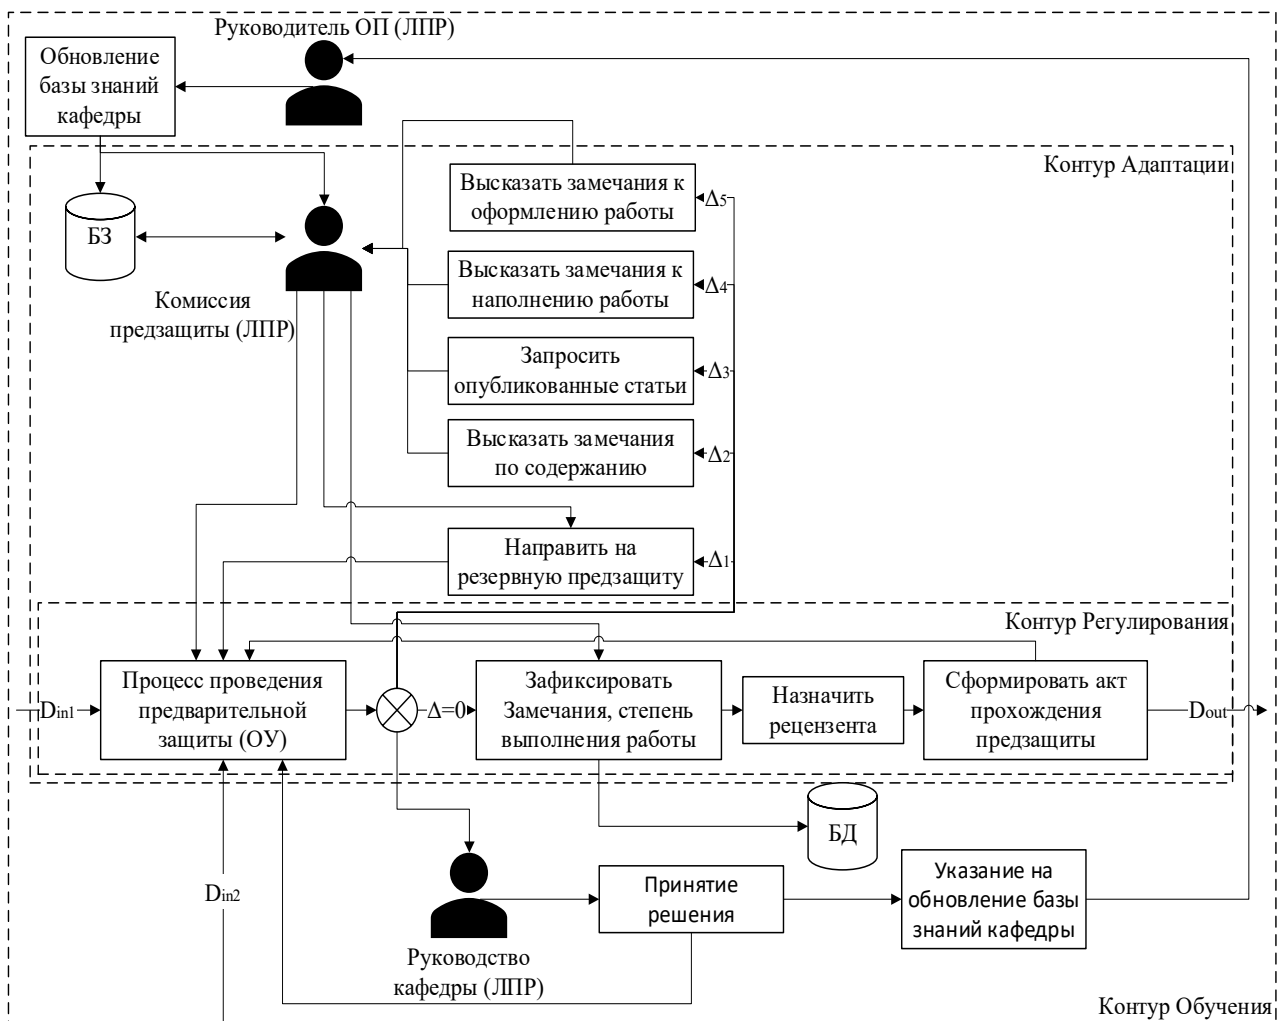 Руководитель ОП (ЛПР)
Обновление
базы знаний
кафедры
Контур Адаптации
Высказать замечания к
оформлению работы
Δ5
БЗ
Высказать замечания к
наполнению работы
Δ4
Комиссия
предзащиты (ЛПР)
Запросить
опубликованные статьи
Δ3
Высказать замечания
по содержанию
Δ2
Направить на
резервную предзащиту
Δ1
Контур Регулирования
Din1
Процесс проведения
предварительной
защиты (ОУ)
Δ=0
Зафиксировать
Замечания, степень
выполнения работы
Назначить
рецензента
Сформировать акт
прохождения
предзащиты
Dout
БД
Din2
Руководство
кафедры (ЛПР)
Принятие
решения
Указание на
обновление базы
знаний кафедры
Контур Обучения